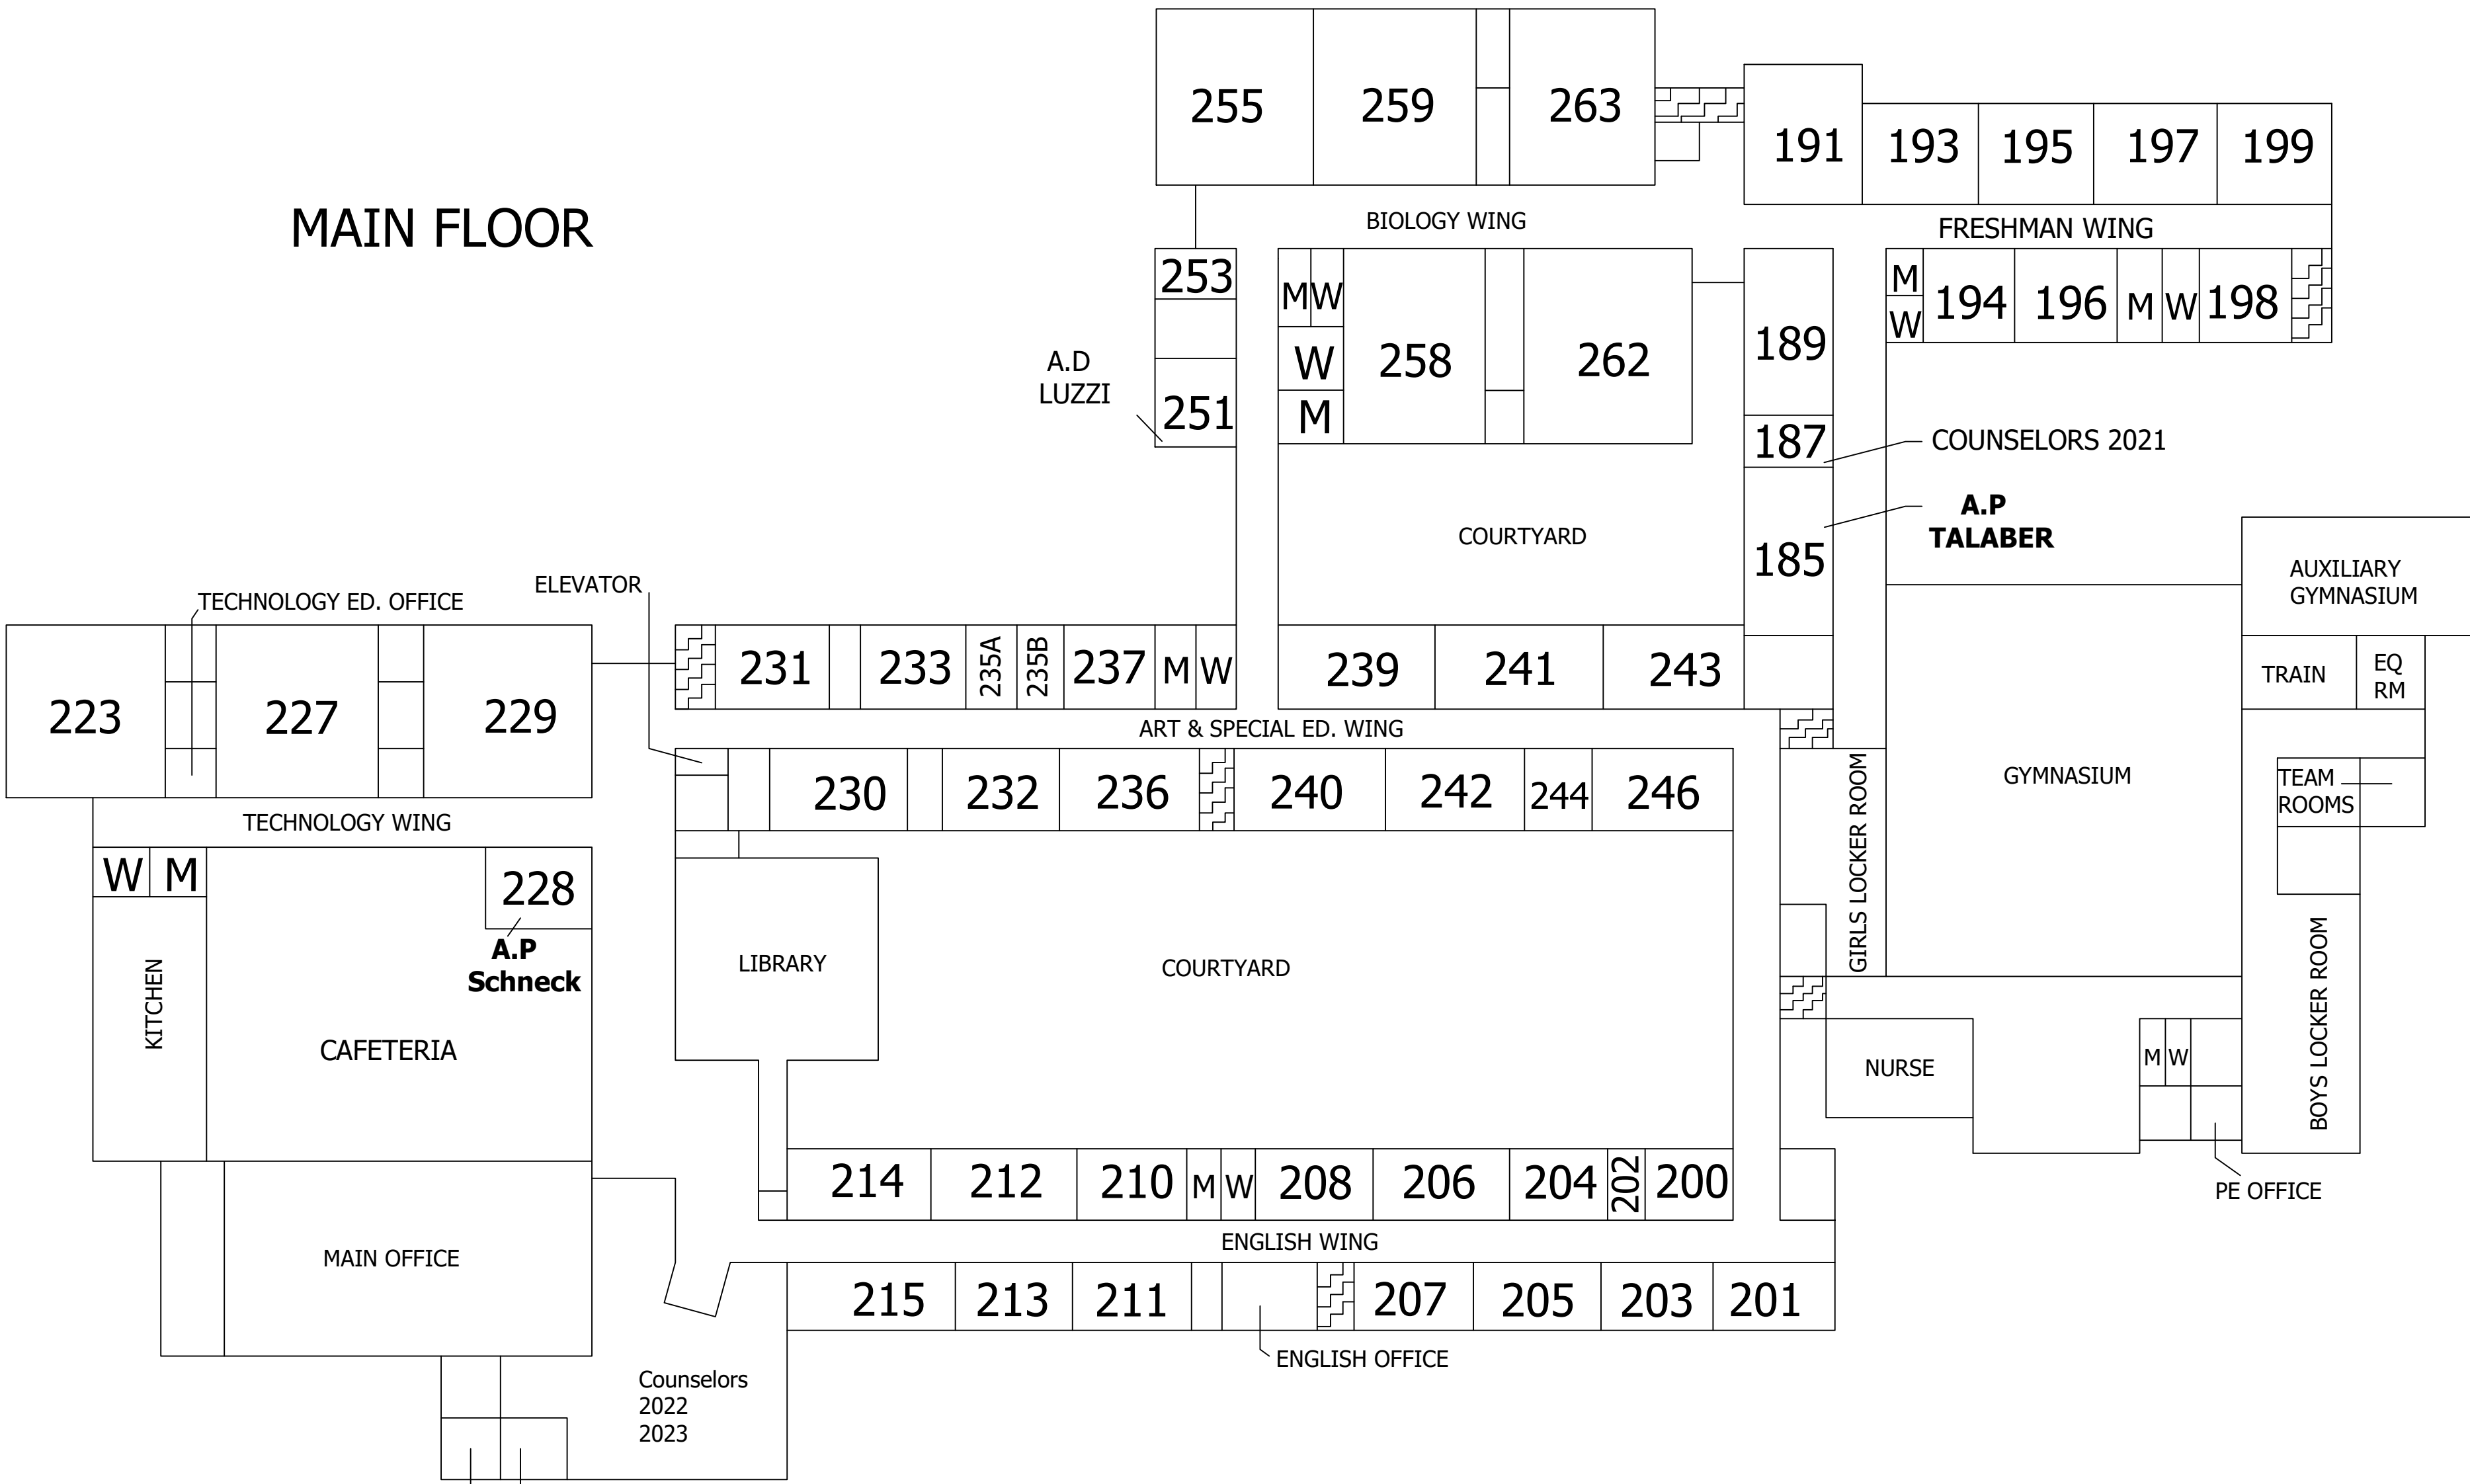 MAIN FLOOR
255
259
263
191
193
195
197
199
BIOLOGY WING
FRESHMAN WING
253
M
W
W
M
258
262
189
M
W
194
196
M
W
198
A.D
LUZZI
251
187
COUNSELORS 2021
COURTYARD
185
A.P
TALABER
AUXILIARY
GYMNASIUM
TECHNOLOGY ED. OFFICE
ELEVATOR
223
227
229
231
233
235A
235B
237
M
W
239
241
243
TRAIN
EQ
RM
ART & SPECIAL ED. WING
230
232
236
240
242
244
246
GIRLS LOCKER ROOM
GYMNASIUM
TEAM
ROOMS
TECHNOLOGY WING
W
M
228
A.P
Schneck
KITCHEN
CAFETERIA
LIBRARY
COURTYARD
NURSE
M
W
BOYS LOCKER ROOM
214
212
210
M
W
208
206
204
202
200
PE OFFICE
MAIN OFFICE
ENGLISH WING
215
213
211
207
205
203
201
ENGLISH OFFICE
Counselors
2022
2023